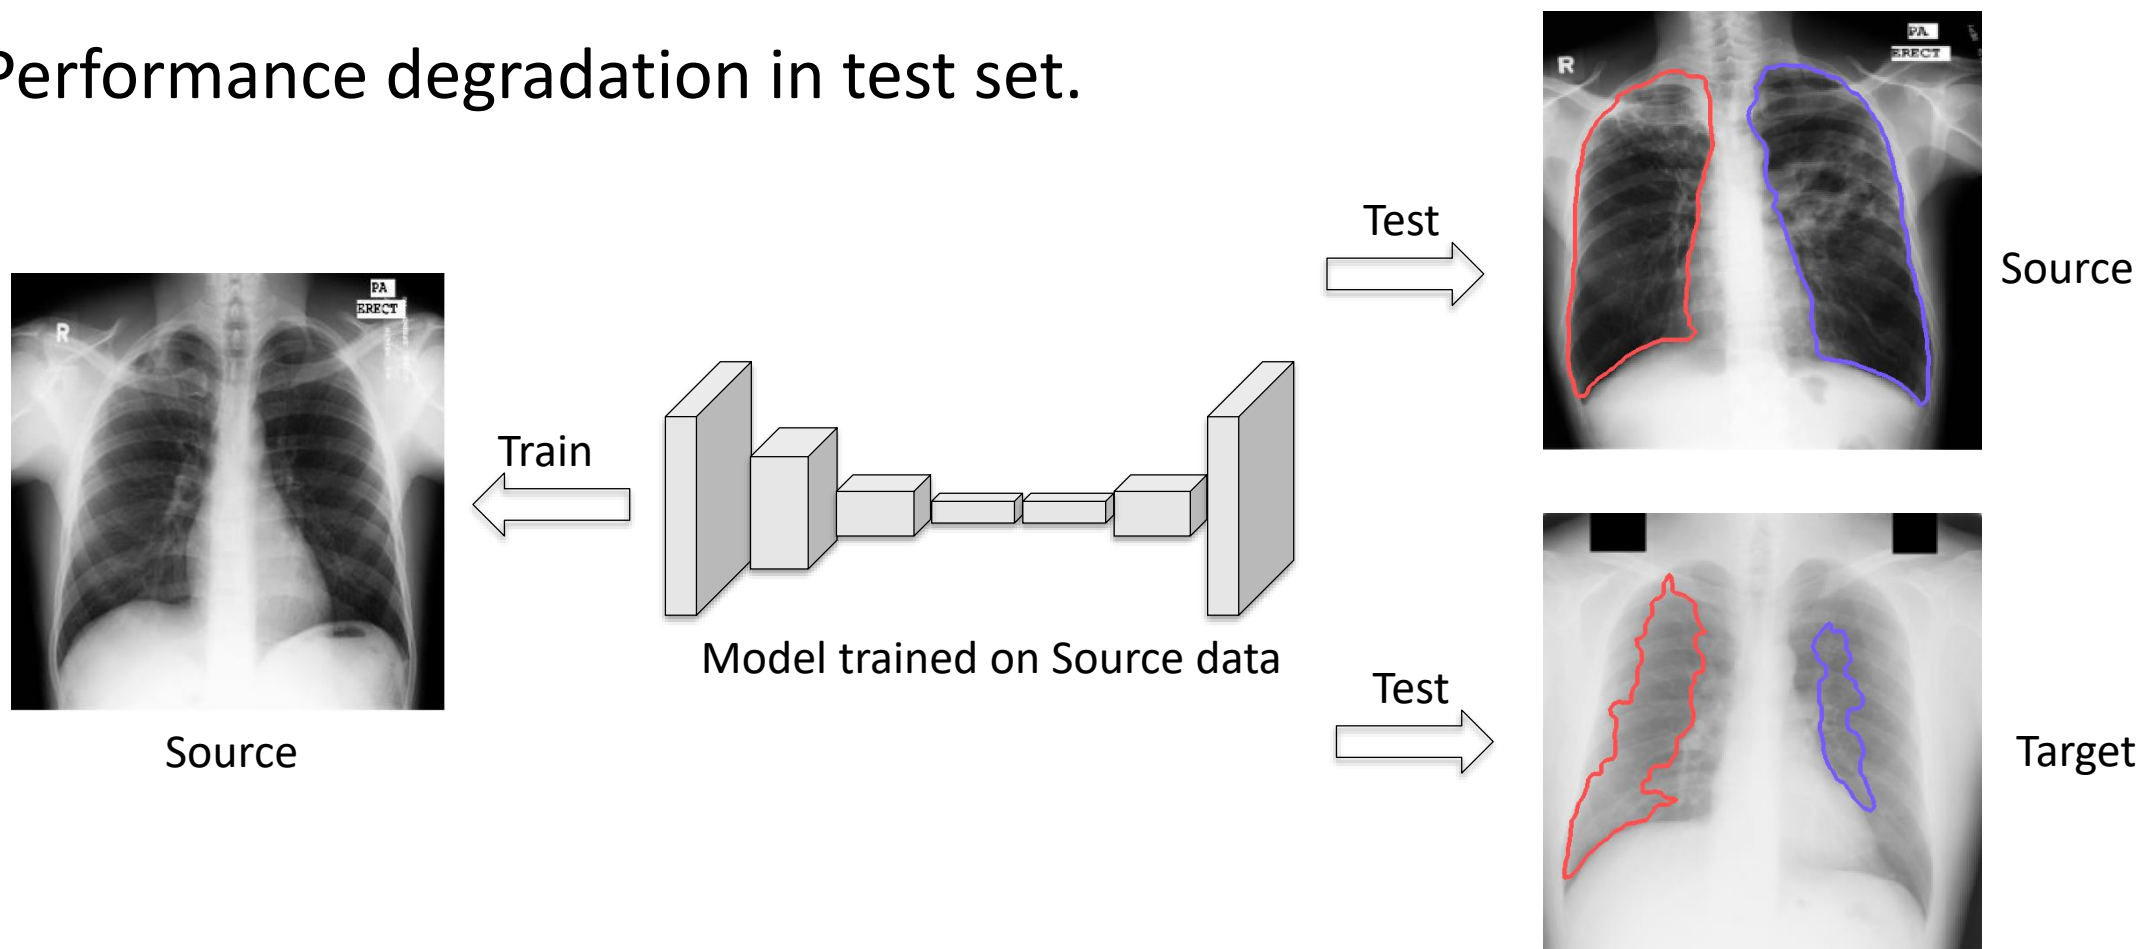 Performance degradation in test set.
PA
ERECT
R
Test
Source
PA
ERECT
R
Train
Model trained on Source data
Test
Source
Target